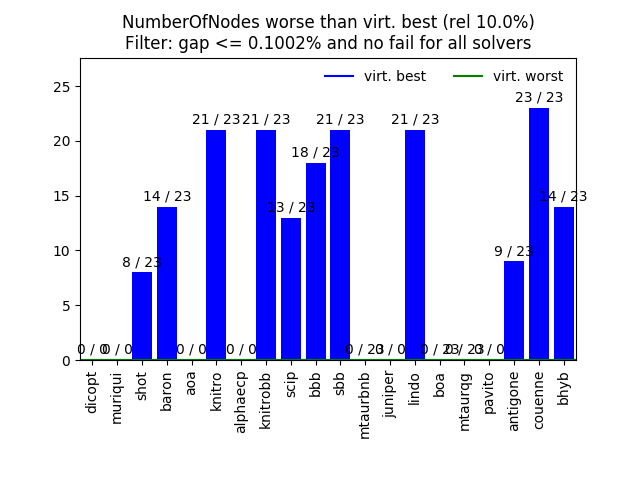 NumberOfNodes worse than virt. best (rel 10.0%)
Filter: gap <= 0.1002% and no fail for all solvers
virt. best virt. worst
25
20
15
10
5
0
0 / 0 0 / 0 8 / 23 14 / 23 0 / 0 21 / 23 0 / 0 21 / 23 13 / 23 18 / 23 21 / 23 0 / 23 0 / 0 21 / 23 0 / 23 0 / 23 0 / 0 9 / 23 23 / 23 14 / 23
dicopt
muriqui
shot
baron
aoa
knitro
alphaecp
knitrobb
scip
bbb
sbb
mtaurbnb
juniper
lindo
boa
mtaurqg
pavito
antigone
couenne
bhyb